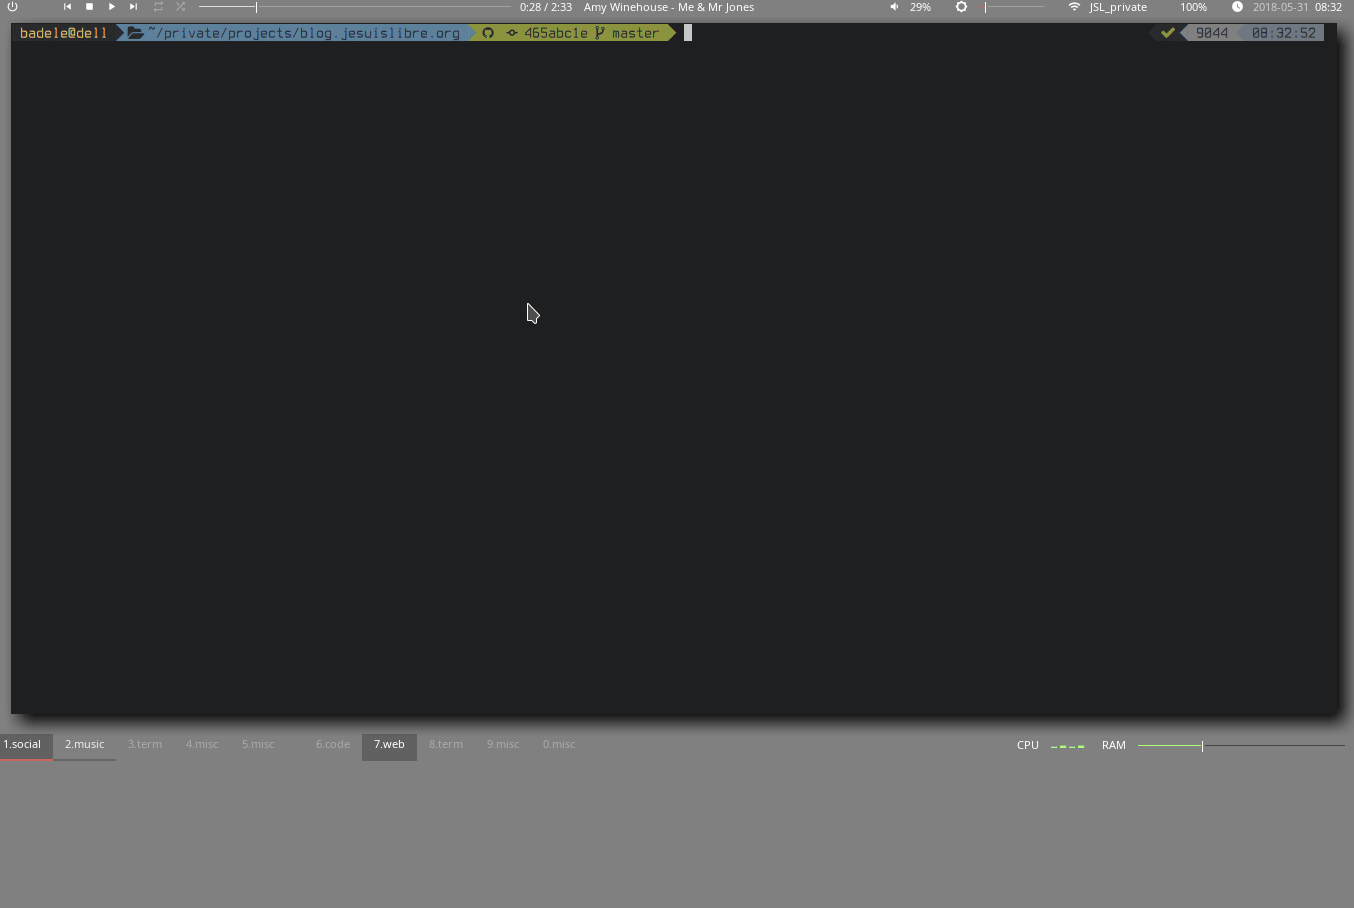 0:28 / 2:33 Amy Winehouse - Me & Mr Jones 29% JSL_private 100% 2018-05-31 08:32
badele@dell ~/private/projects/blog.jesuislibre.org 465abc1e master 9044 08:32:52
1.social 2.music 3.term 4.misc 5.misc 6.code 7.web 8.term 9.misc 0.misc CPU RAM